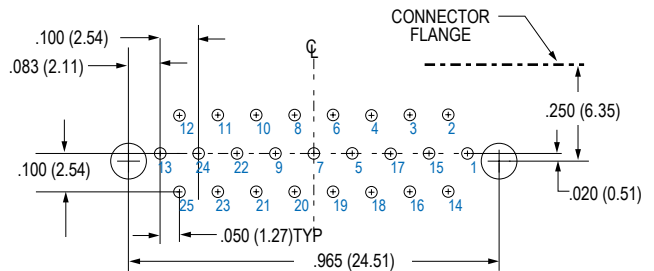 CONNECTOR
FLANGE
.100 (2.54)
℄
.083 (2.11)
.250 (6.35)
12 11 10 8 6 4 3 2
.100 (2.54)
13 24 22 9 7 5 17 15 1
.020 (0.51)
25 23 21 20 19 18 16 14
.050 (1.27)TYP
.965 (24.51)